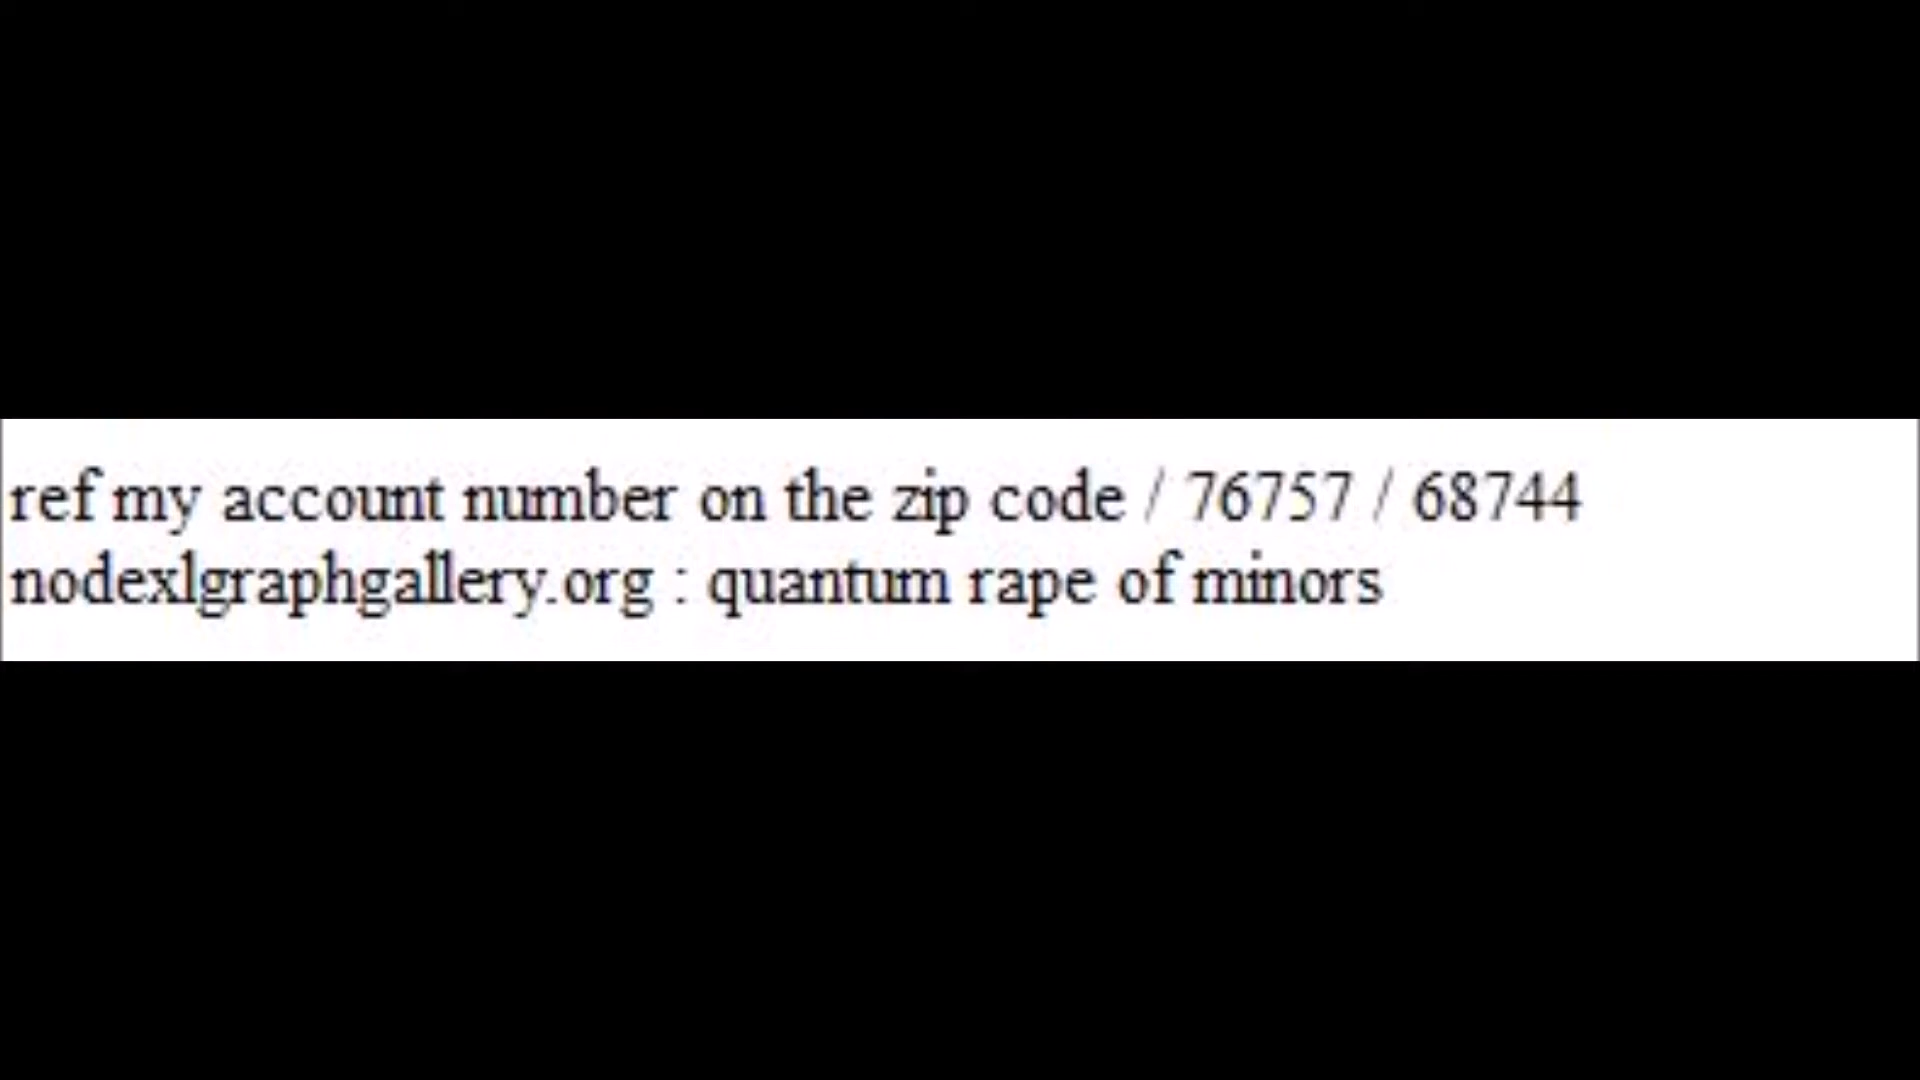 ref my account number on the zip code / 76757 / 68744
nodexlgraphgallery.org : quantum rape of minors